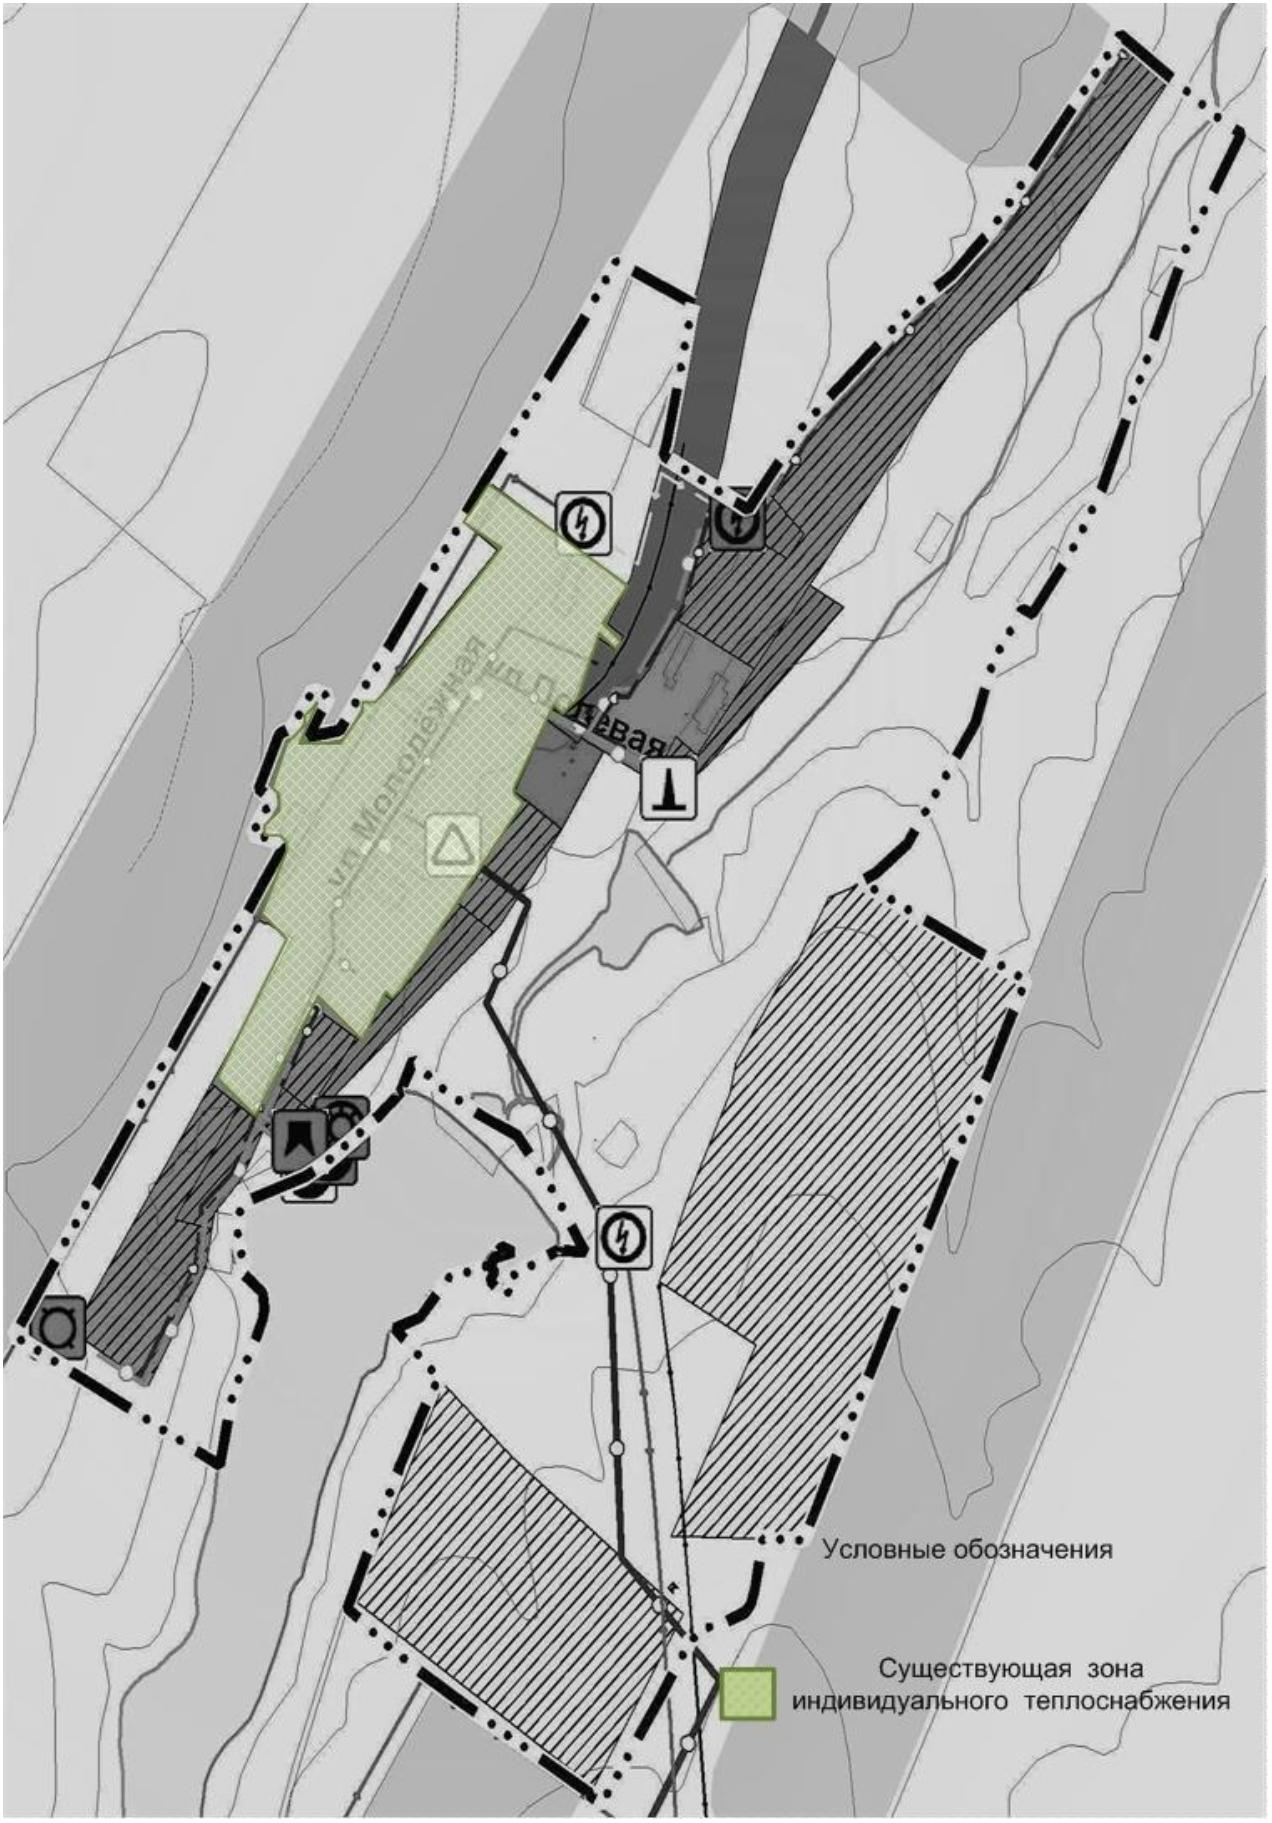 ул. Молодёжная
ул. Полевая
Условные обозначения
Существующая зона
индивидуального теплоснабжения